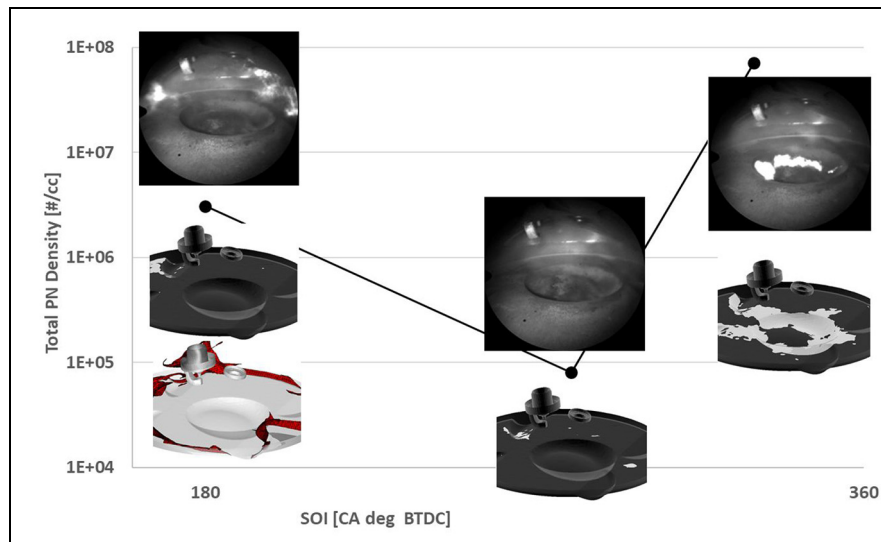 1E+08
1E+07
1E+06
1E+05
1E+04
Total PN Density [#/cc]
180
360
SOI [CA deg BTDC]